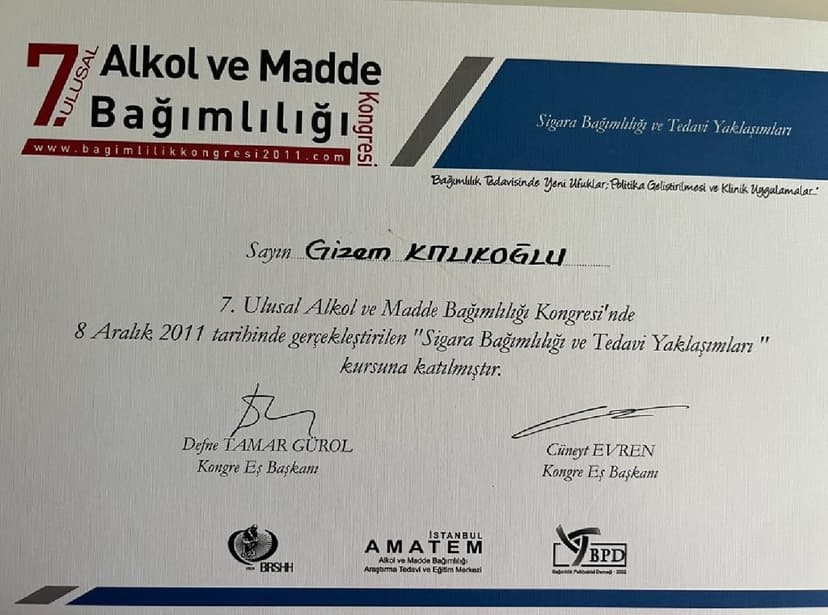 7. ULUSAL
Alkol ve Madde
Bağımlılığı
Kongresi
www.bagimlilikkongresi2011.com
Sigara Bağımlılığı ve Tedavi Yaklaşımları
"Bağımlılık Tedavisinde Yeni Ufuklar; Politika Geliştirilmesi ve Klinik Uygulamalar..."
Sayın Gizem KITLIKOĞLU
7. Ulusal Alkol ve Madde Bağımlılığı Kongresi'nde
8 Aralık 2011 tarihinde gerçekleştirilen "Sigara Bağımlılığı ve Tedavi Yaklaşımları "
kursuna katılmıştır.
Defne TAMAR GÜROL
Kongre Eş Başkanı
Cüneyt EVREN
Kongre Eş Başkanı
BRSHH
İSTANBUL
AMATEM
Alkol ve Madde Bağımlılığı
Araştırma Tedavi ve Eğitim Merkezi
BPD